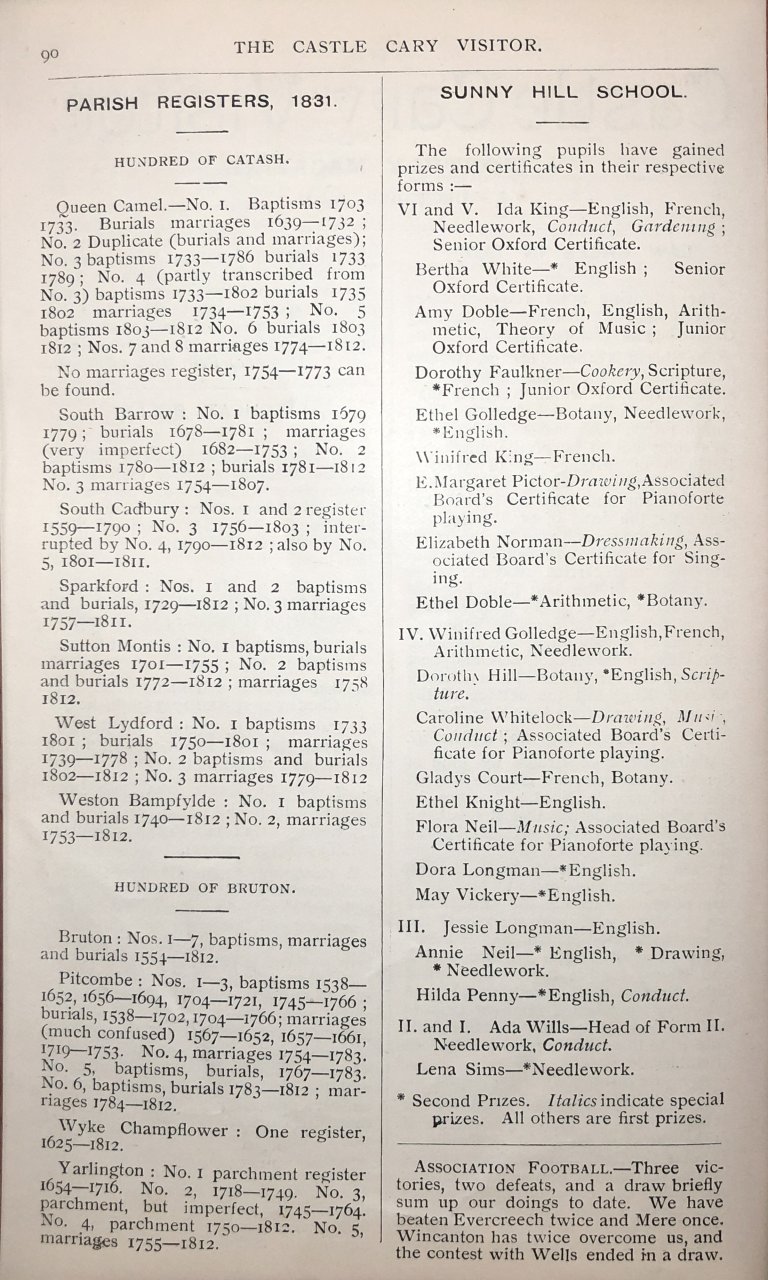 90
THE CASTLE CARY VISITOR.
PARISH REGISTERS, 1831.
HUNDRED OF CATASH.
Queen Camel.—No. 1. Baptisms 1703
1733. Burials marriages 1639—1732 ;
No. 2 Duplicate (burials and marriages);
No. 3 baptisms 1733—1786 burials 1733
1789 ; No. 4 (partly transcribed from
No. 3) baptisms 1733—1802 burials 1735
1802 marriages 1734—1753 ; No. 5
baptisms 1803—1812 No. 6 burials 1803
1812 ; Nos. 7 and 8 marriages 1774—1812.
No marriages register, 1754—1773 can
be found.
South Barrow : No. 1 baptisms 1679
1779 ; burials 1678—1781 ; marriages
(very imperfect) 1682—1753 ; No. 2
baptisms 1780—1812 ; burials 1781—1812
No. 3 marriages 1754—1807.
South Cadbury : Nos. 1 and 2 register
1559—1790 ; No. 3 1756—1803 ; inter-
rupted by No. 4, 1790—1812 ; also by No.
5, 1801—1811.
Sparkford : Nos. 1 and 2 baptisms
and burials, 1729—1812 ; No. 3 marriages
1757—1811.
Sutton Montis : No. 1 baptisms, burials
marriages 1701—1755 ; No. 2 baptisms
and burials 1772—1812 ; marriages 1758
1812.
West Lydford : No. 1 baptisms 1733
1801 ; burials 1750—1801 ; marriages
1739—1778 ; No. 2 baptisms and burials
1802—1812 ; No. 3 marriages 1779—1812
Weston Bampfylde : No. 1 baptisms
and burials 1740—1812 ; No. 2, marriages
1753—1812.
HUNDRED OF BRUTON.
Bruton : Nos. 1—7, baptisms, marriages
and burials 1554—1812.
Pitcombe : Nos. 1—3, baptisms 1538—
1652, 1656—1694, 1704—1721, 1745—1766 ;
burials, 1538—1702, 1704—1766; marriages
(much confused) 1567—1652, 1657—1661,
1719—1753. No. 4, marriages 1754—1783.
No. 5, baptisms, burials, 1767—1783.
No. 6, baptisms, burials 1783—1812 ; mar-
riages 1784—1812.
Wyke Champflower : One register,
1625—1812.
Yarlington : No. 1 parchment register
1654—1716. No. 2, 1718—1749. No. 3,
parchment, but imperfect, 1745—1764.
No. 4, parchment 1750—1812. No. 5,
marriages 1755—1812.
SUNNY HILL SCHOOL.
The following pupils have gained
prizes and certificates in their respective
forms :—
VI and V. Ida King—English, French,
Needlework, Conduct, Gardening ;
Senior Oxford Certificate.
Bertha White—* English ; Senior
Oxford Certificate.
Amy Doble—French, English, Arith-
metic, Theory of Music ; Junior
Oxford Certificate.
Dorothy Faulkner—Cookery, Scripture,
*French ; Junior Oxford Certificate.
Ethel Golledge—Botany, Needlework,
*English.
Winifred King—French.
E. Margaret Pictor-Drawing, Associated
Board's Certificate for Pianoforte
playing.
Elizabeth Norman—Dressmaking, Ass-
ociated Board's Certificate for Sing-
ing.
Ethel Doble—*Arithmetic, *Botany.
IV. Winifred Golledge—English, French,
Arithmetic, Needlework.
Dorothy Hill—Botany, *English, Scrip-
ture.
Caroline Whitelock—Drawing, Music,
Conduct ; Associated Board's Certi-
ficate for Pianoforte playing.
Gladys Court—French, Botany.
Ethel Knight—English.
Flora Neil—Music; Associated Board's
Certificate for Pianoforte playing.
Dora Longman—*English.
May Vickery—*English.
III. Jessie Longman—English.
Annie Neil—* English, * Drawing,
* Needlework.
Hilda Penny—*English, Conduct.
II. and I. Ada Wills—Head of Form II.
Needlework, Conduct.
Lena Sims—*Needlework.
* Second Prizes. Italics indicate special
prizes. All others are first prizes.
ASSOCIATION FOOTBALL.—Three vic-
tories, two defeats, and a draw briefly
sum up our doings to date. We have
beaten Evercreech twice and Mere once.
Wincanton has twice overcome us, and
the contest with Wells ended in a draw.